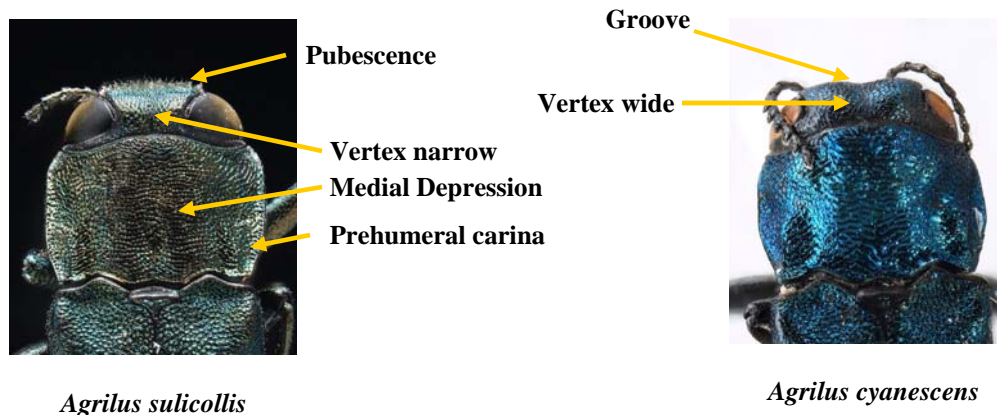 Groove
Pubescence
Vertex wide
Vertex narrow
Medial Depression
Prehumeral carina
Agrilus sulicollis
Agrilus cyanescens